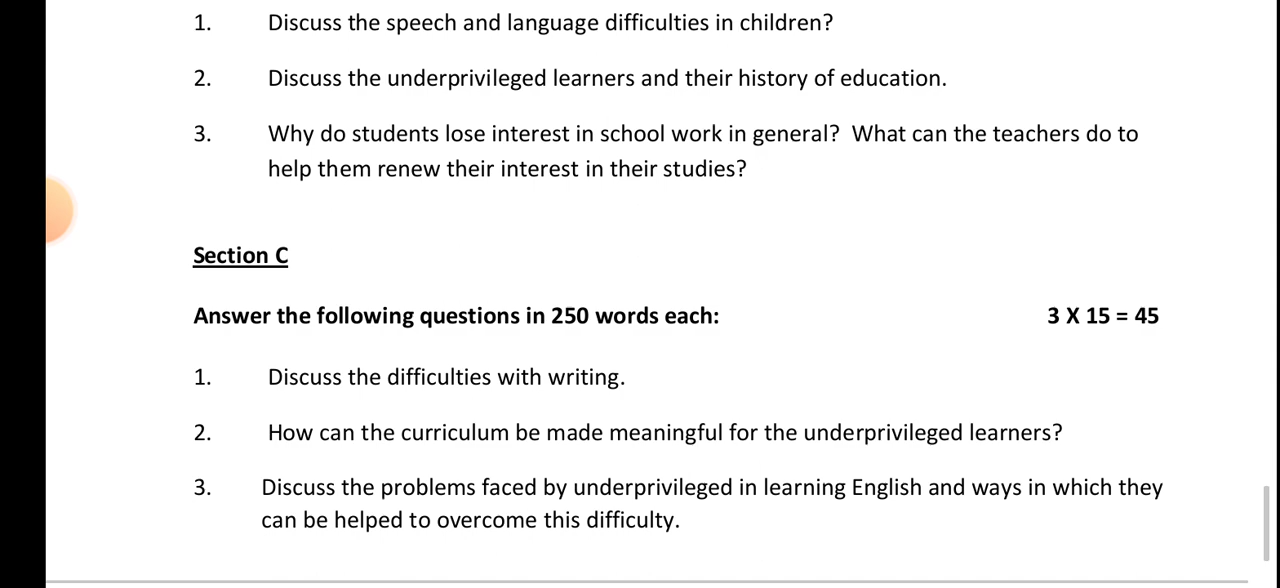 1. Discuss the speech and language difficulties in children?
2. Discuss the underprivileged learners and their history of education.
3. Why do students lose interest in school work in general? What can the teachers do to
help them renew their interest in their studies?
Section C
Answer the following questions in 250 words each: 3 X 15 = 45
1. Discuss the difficulties with writing.
2. How can the curriculum be made meaningful for the underprivileged learners?
3. Discuss the problems faced by underprivileged in learning English and ways in which they
can be helped to overcome this difficulty.